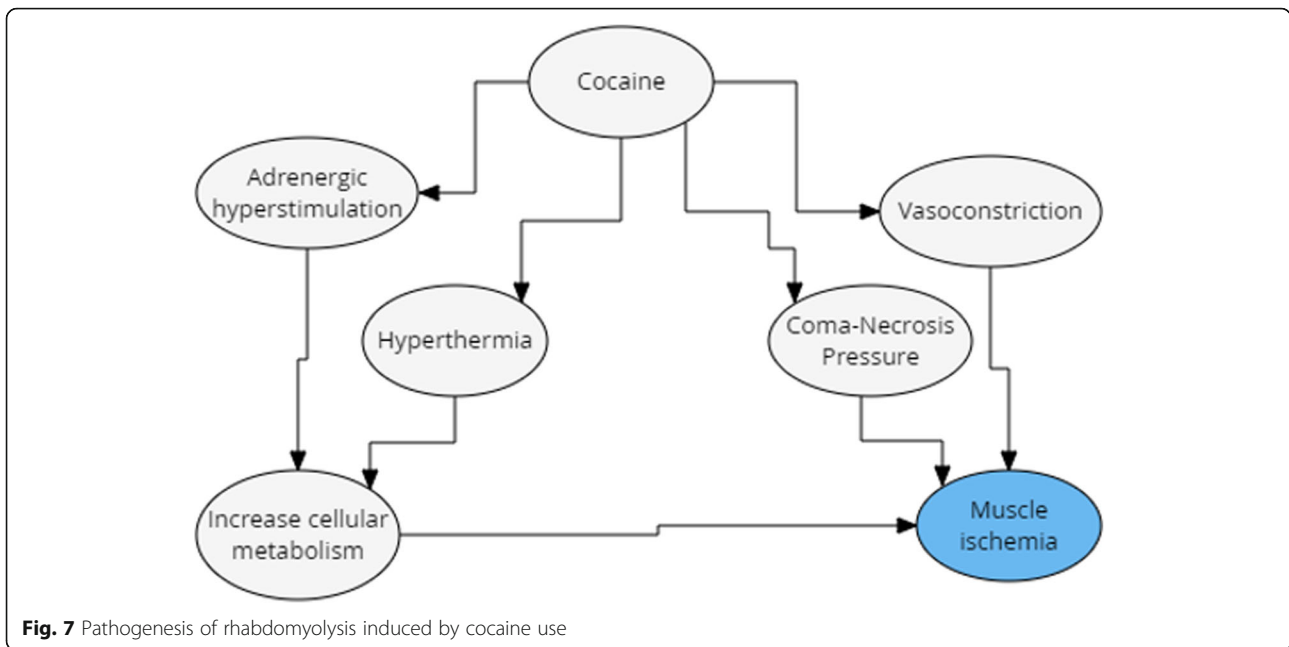 Cocaine
Adrenergic
hyperstimulation
Vasoconstriction
Hyperthermia
Coma-Necrosis
Pressure
Increase cellular
metabolism
Muscle
ischemia
Fig. 7 Pathogenesis of rhabdomyolysis induced by cocaine use